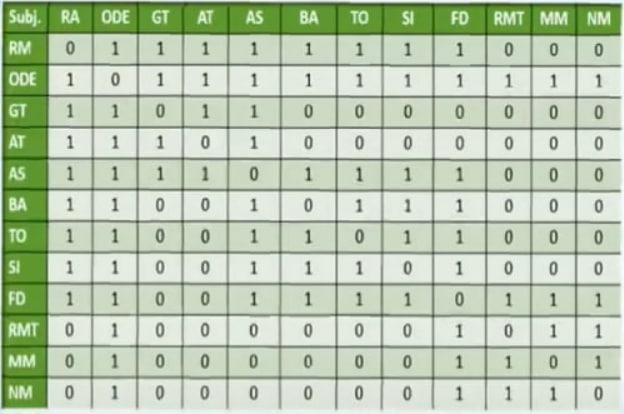 Subj. RA ODE GT AT AS BA TO SI FD RMT MM NM
RM 0 1 1 1 1 1 1 1 1 0 0 0
ODE 1 0 1 1 1 1 1 1 1 1 1 1
GT 1 1 0 1 1 0 0 0 0 0 0 0
AT 1 1 1 0 1 0 0 0 0 0 0 0
AS 1 1 1 1 0 1 1 1 1 0 0 0
BA 1 1 0 0 1 0 1 1 1 0 0 0
TO 1 1 0 0 1 1 0 1 1 0 0 0
SI 1 1 0 0 1 1 1 0 1 0 0 0
FD 1 1 0 0 1 1 1 1 0 1 1 1
RMT 0 1 0 0 0 0 0 0 1 0 1 1
MM 0 1 0 0 0 0 0 0 1 1 0 1
NM 0 1 0 0 0 0 0 0 1 1 1 0